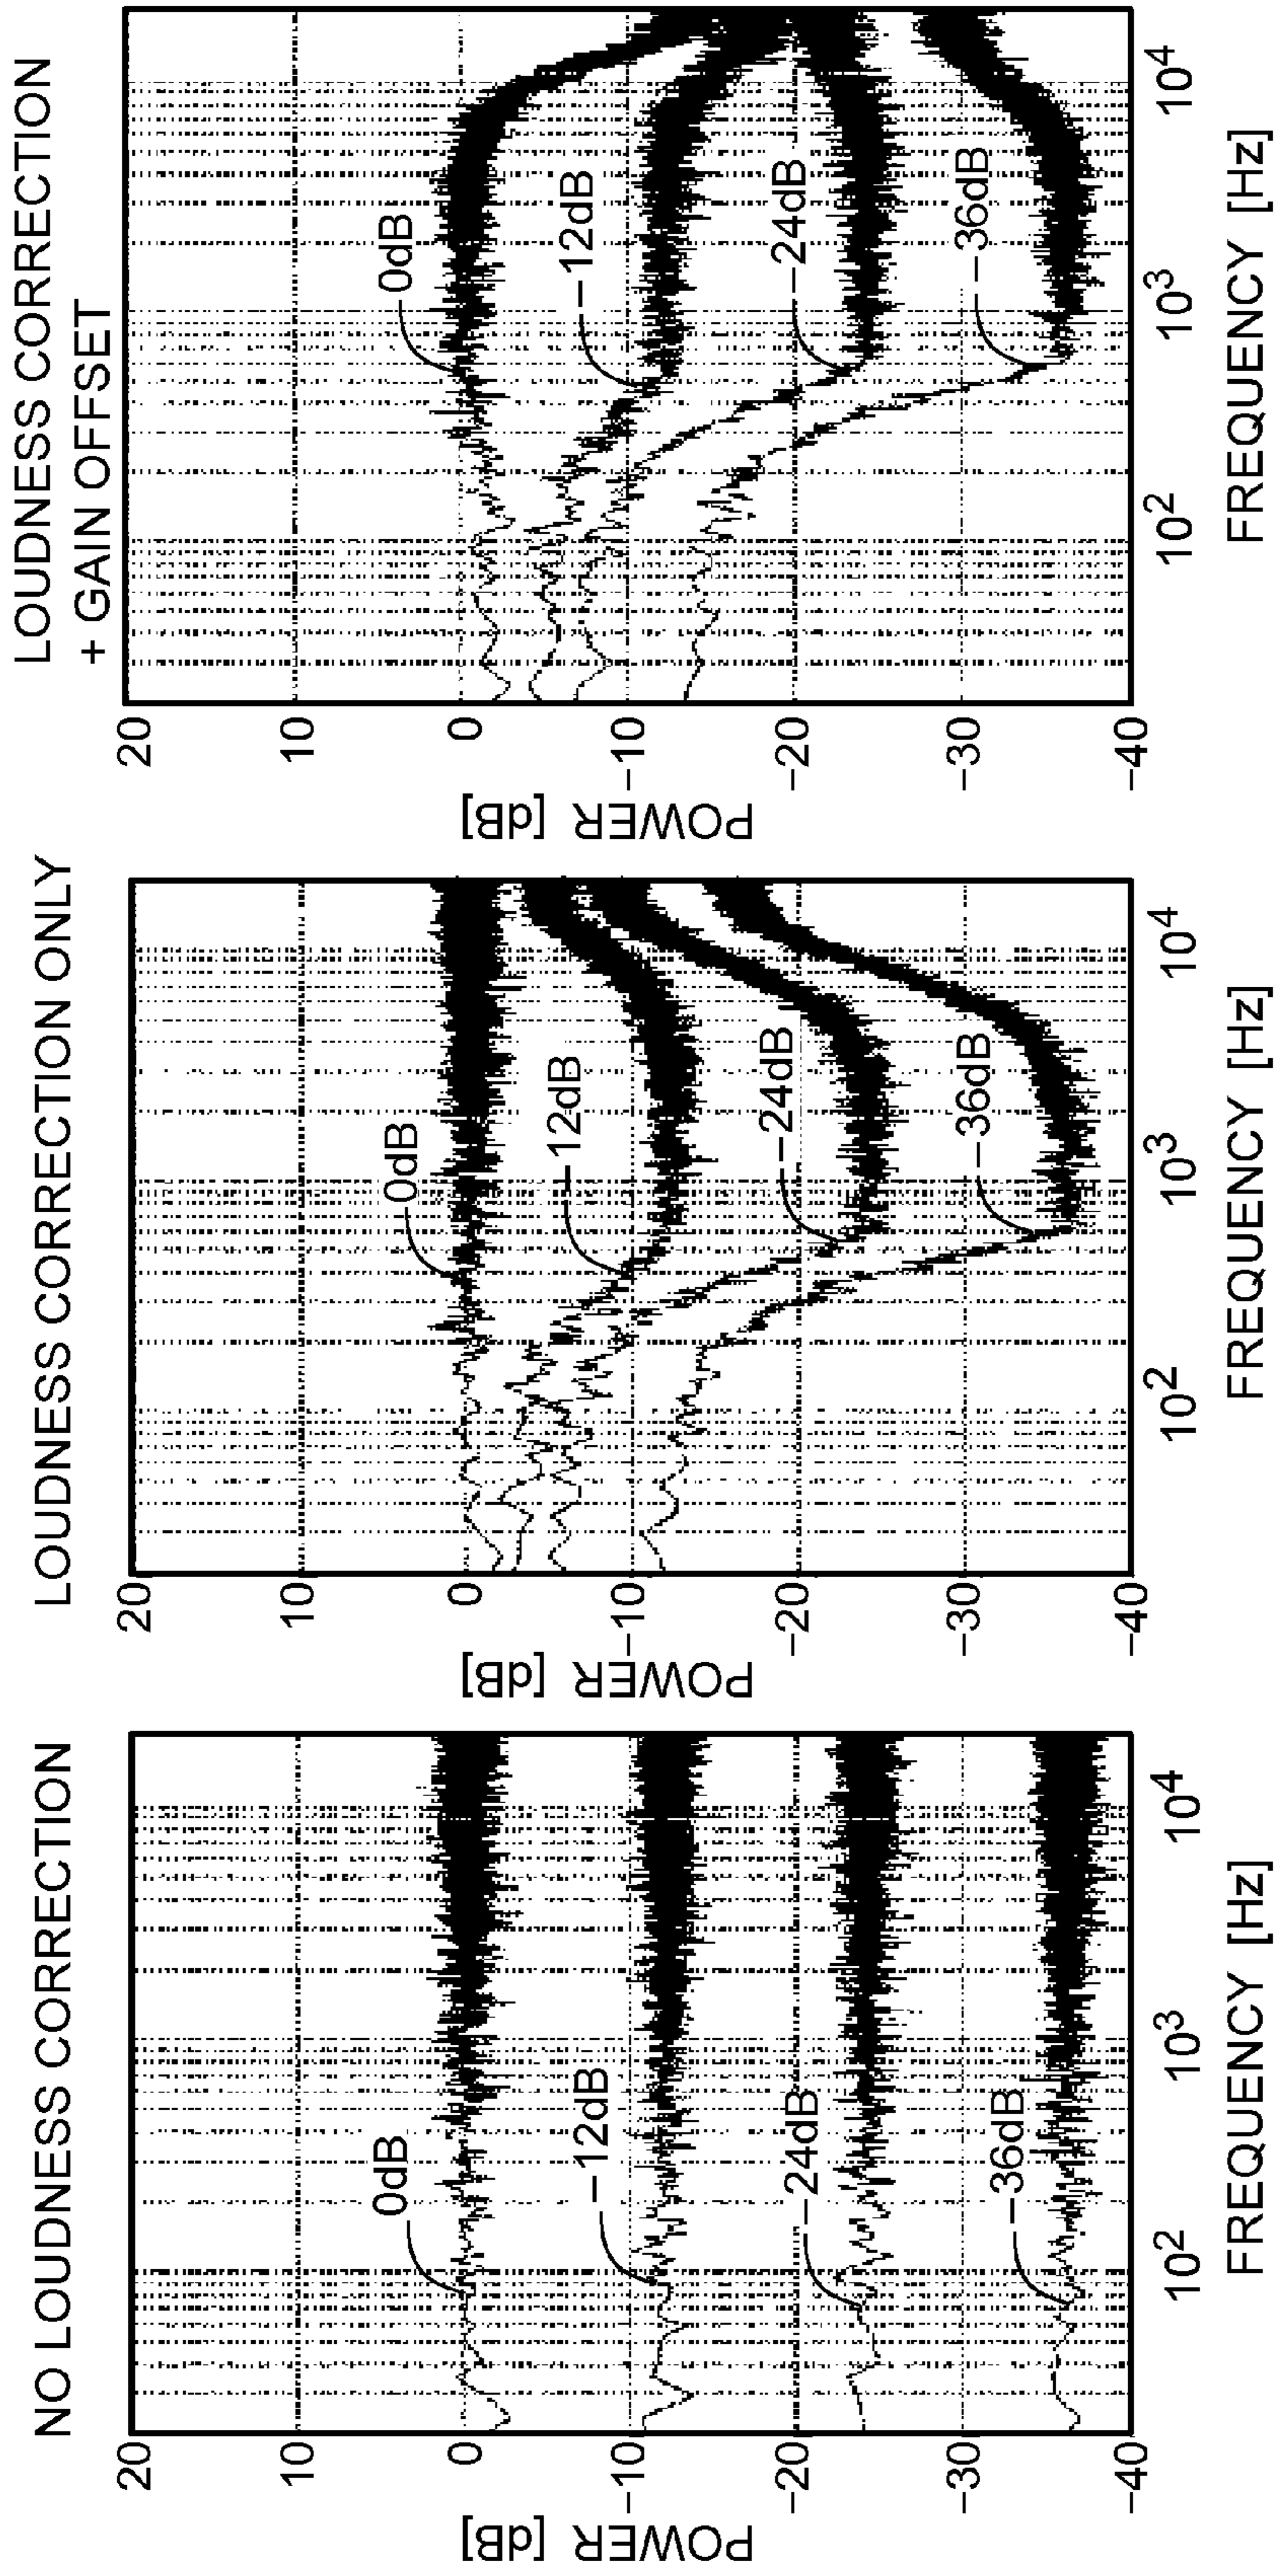 NO LOUDNESS CORRECTION
20
10
0
−10
−20
−30
−40
POWER [dB]
0dB
−12dB
−24dB
−36dB
10²
10³
10⁴
FREQUENCY [Hz]
LOUDNESS CORRECTION ONLY
20
10
0
−10
−20
−30
−40
POWER [dB]
0dB
−12dB
−24dB
−36dB
10²
10³
10⁴
FREQUENCY [Hz]
LOUDNESS CORRECTION
+ GAIN OFFSET
20
10
0
−10
−20
−30
−40
POWER [dB]
0dB
−12dB
−24dB
−36dB
10²
10³
10⁴
FREQUENCY [Hz]